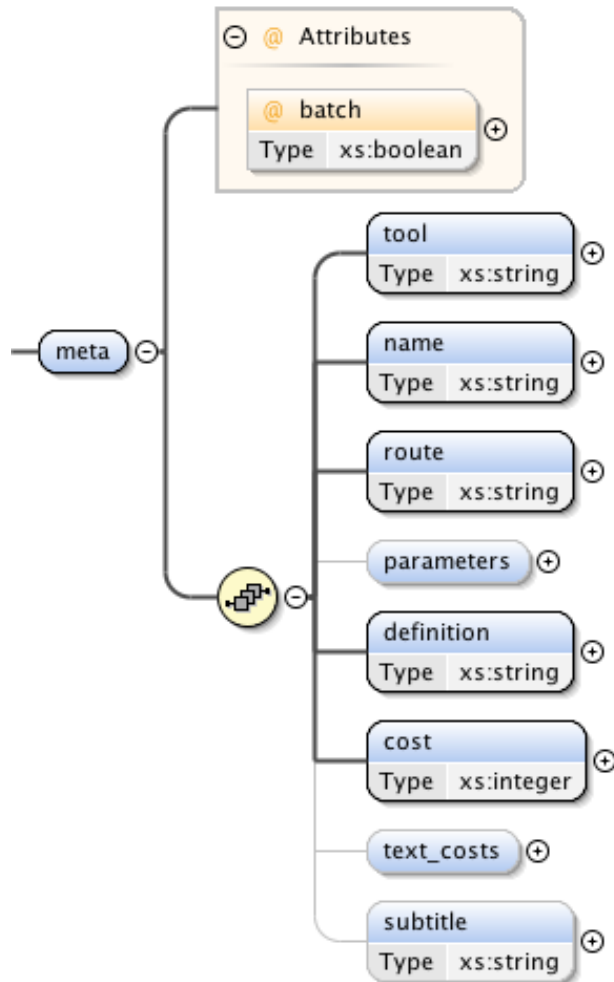 @ Attributes
@ batch
Type xs:boolean
tool
Type xs:string
name
Type xs:string
meta
route
Type xs:string
parameters
definition
Type xs:string
cost
Type xs:integer
text_costs
subtitle
Type xs:string